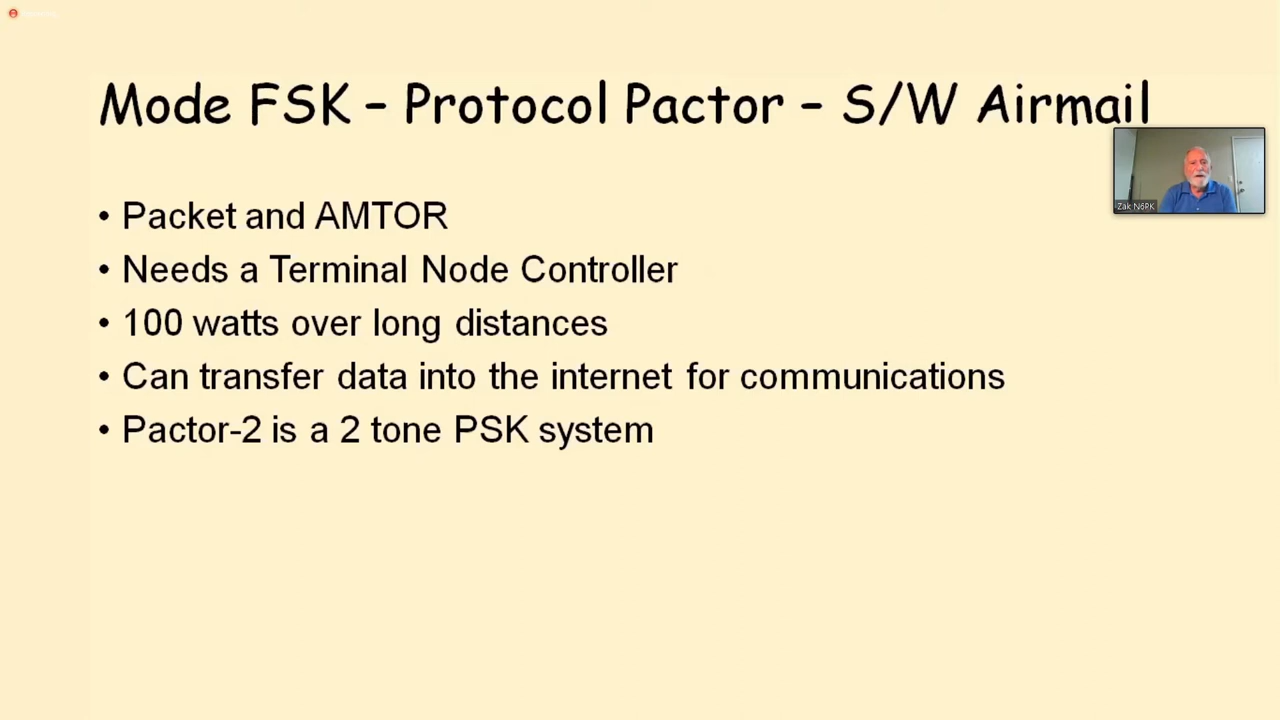 Mode FSK – Protocol Pactor – S/W Airmail
• Packet and AMTOR
• Needs a Terminal Node Controller
• 100 watts over long distances
• Can transfer data into the internet for communications
• Pactor-2 is a 2 tone PSK system
Zak N6PK